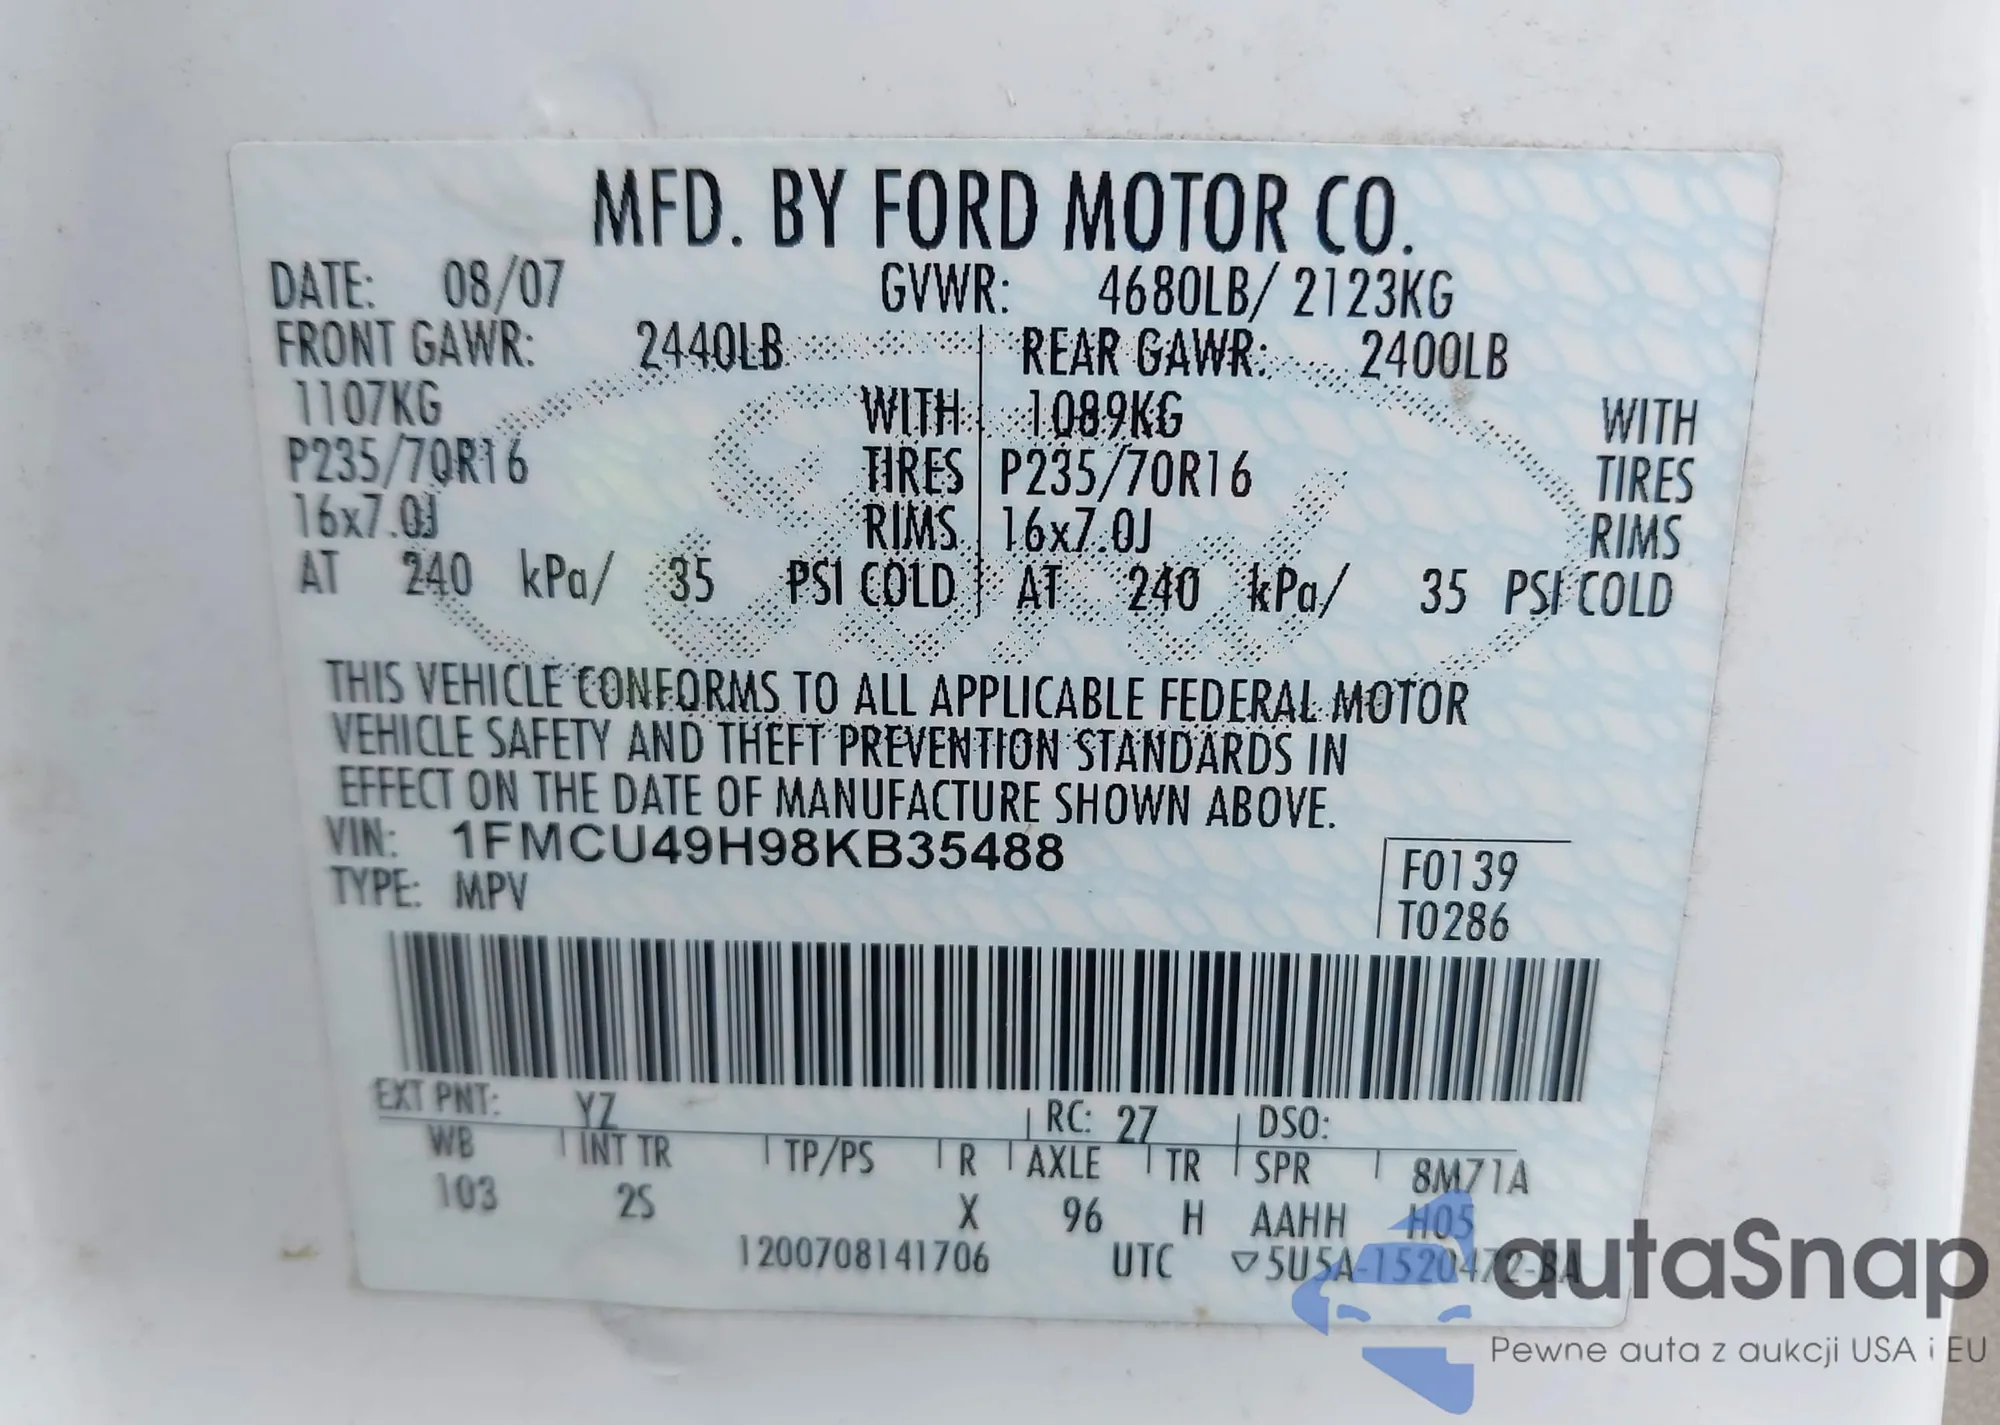 MFD. BY FORD MOTOR CO.
DATE: 08/07 GVWR: 4680LB/ 2123KG
FRONT GAWR: 2440LB REAR GAWR: 2400LB
1107KG WITH 1089KG WITH
P235/70R16 TIRES P235/70R16 TIRES
16x7.0J RIMS 16x7.0J RIMS
AT 240 kPa/ 35 PSI COLD AT 240 kPa/ 35 PSI COLD
Ford
THIS VEHICLE CONFORMS TO ALL APPLICABLE FEDERAL MOTOR
VEHICLE SAFETY AND THEFT PREVENTION STANDARDS IN
EFFECT ON THE DATE OF MANUFACTURE SHOWN ABOVE.
VIN: 1FMCU49H98KB35488
TYPE: MPV
F0139
T0286
EXT PNT: YZ RC: 27 DSO:
WB INT TR TP/PS R AXLE TR SPR 8M71A
103 2S X 96 H AAHH H05
1200708141706 UTC ▽5U5A-1520472-BA
autaSnap
Pewne auta z aukcji USA i EU